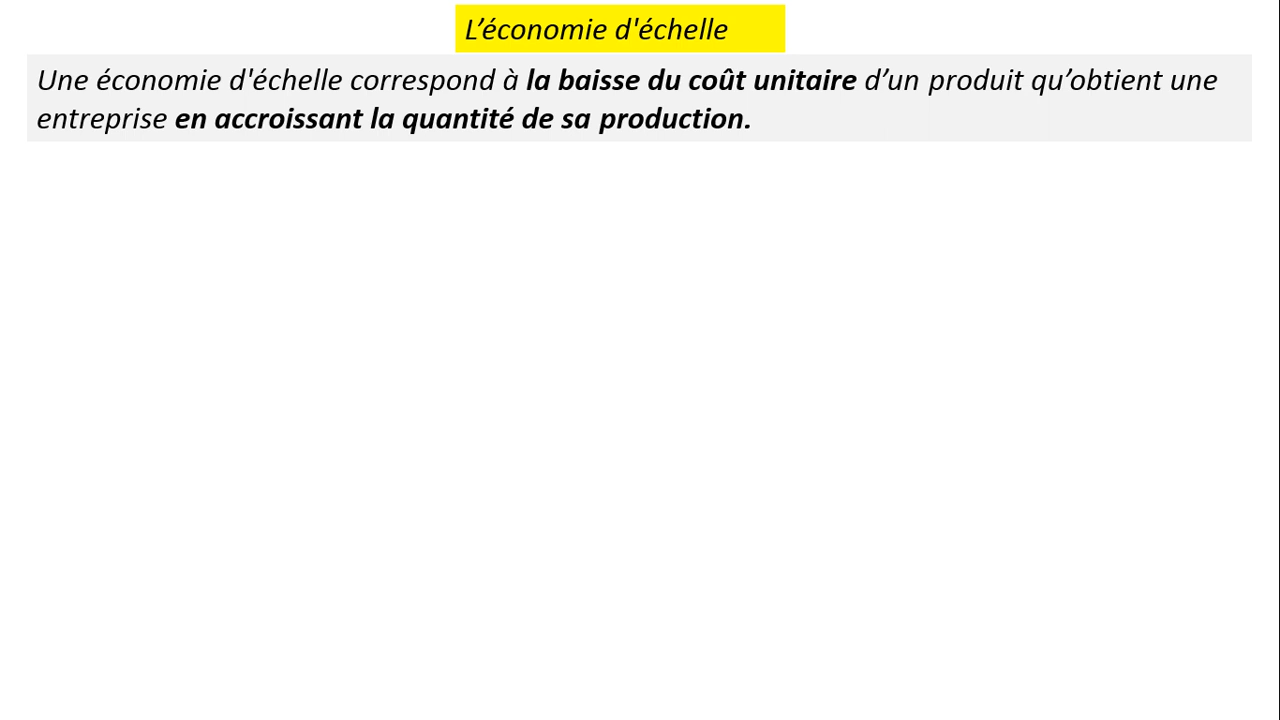 L’économie d'échelle
Une économie d'échelle correspond à la baisse du coût unitaire d’un produit qu’obtient une
entreprise en accroissant la quantité de sa production.